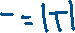 - = |T|